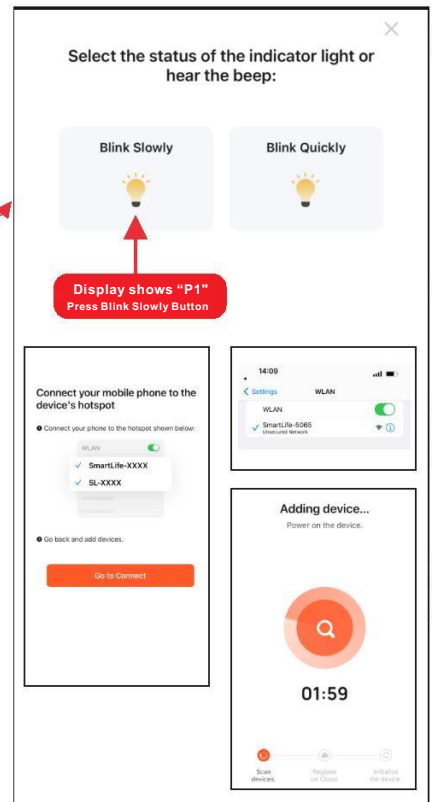 Select the status of the indicator light or
hear the beep:
Blink Slowly
Blink Quickly
Display shows "P1"
Press Blink Slowly Button
Connect your mobile phone to the
device's hotspot
❶ Connect your phone to the hotspot shown below:
WLAN
SmartLife-XXXX
SL-XXXX
❷ Go back and add devices.
Go to Connect
14:09
Settings
WLAN
WLAN
SmartLife-5065
Unsecured Network
Adding device...
Power on the device.
01:59
Scan
devices.
Register
on Cloud.
Initialize
the device.